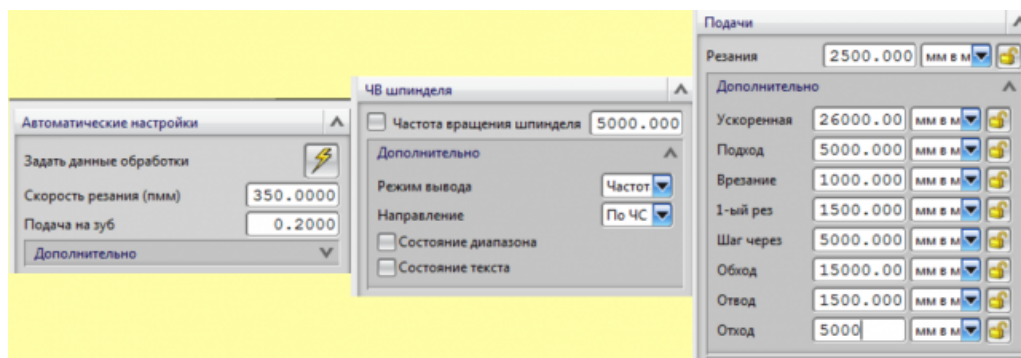 Автоматические настройки
Задать данные обработки
Скорость резания (пмм) 350.0000
Подача на зуб 0.2000
Дополнительно
ЧВ шпинделя
Частота вращения шпинделя 5000.000
Дополнительно
Режим вывода Частот
Направление По ЧС
Состояние диапазона
Состояние текста
Подачи
Резания 2500.000 мм в м
Дополнительно
Ускоренная 26000.00 мм в м
Подход 5000.000 мм в м
Врезание 1000.000 мм в м
1-ый рез 1500.000 мм в м
Шаг через 5000.000 мм в м
Обход 15000.00 мм в м
Отвод 1500.000 мм в м
Отход 5000 мм в м